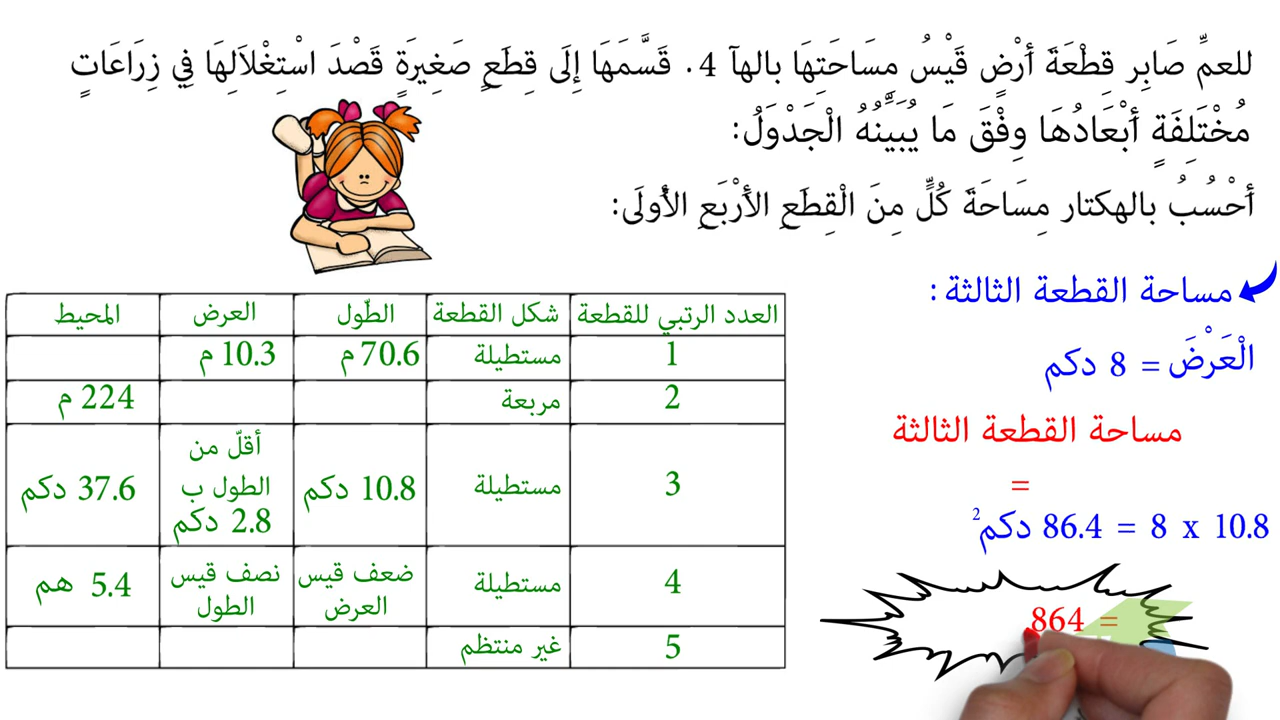 للعمِّ صَابِر قِطْعَةَ أَرْضٍ قَيْسُ مِسَاحَتِهَا بالهآ 4. قَسَّمَهَا إِلَى قِطَعٍ صَغِيرَةٍ قَصْدَ اسْتِغْلاَلِهَا فِي زِرَاعَاتٍ
مُخْتَلِفَةٍ أَبْعَادُهَا وِفْقَ مَا يُبَيِّنُهُ الْجَدْوَلُ:
أَحْسُبُ بالهكتار مِسَاحَةَ كُلٍّ مِنَ الْقِطَعِ الأَرْبَعِ الأُولَى:
مساحة القطعة الثالثة :
الْعَرْضَ = 8 دكم
مساحة القطعة الثالثة
=
10.8 x 8 = 86.4 دكم²
= 864
العدد الرتبي للقطعة شكل القطعة الطّول العرض المحيط
1 مستطيلة 70.6 م 10.3 م
2 مربعة 224 م
3 مستطيلة 10.8 دكم أقلّ من الطول ب 2.8 دكم 37.6 دكم
4 مستطيلة ضعف قيس العرض نصف قيس الطول 5.4 هم
5 غير منتظم